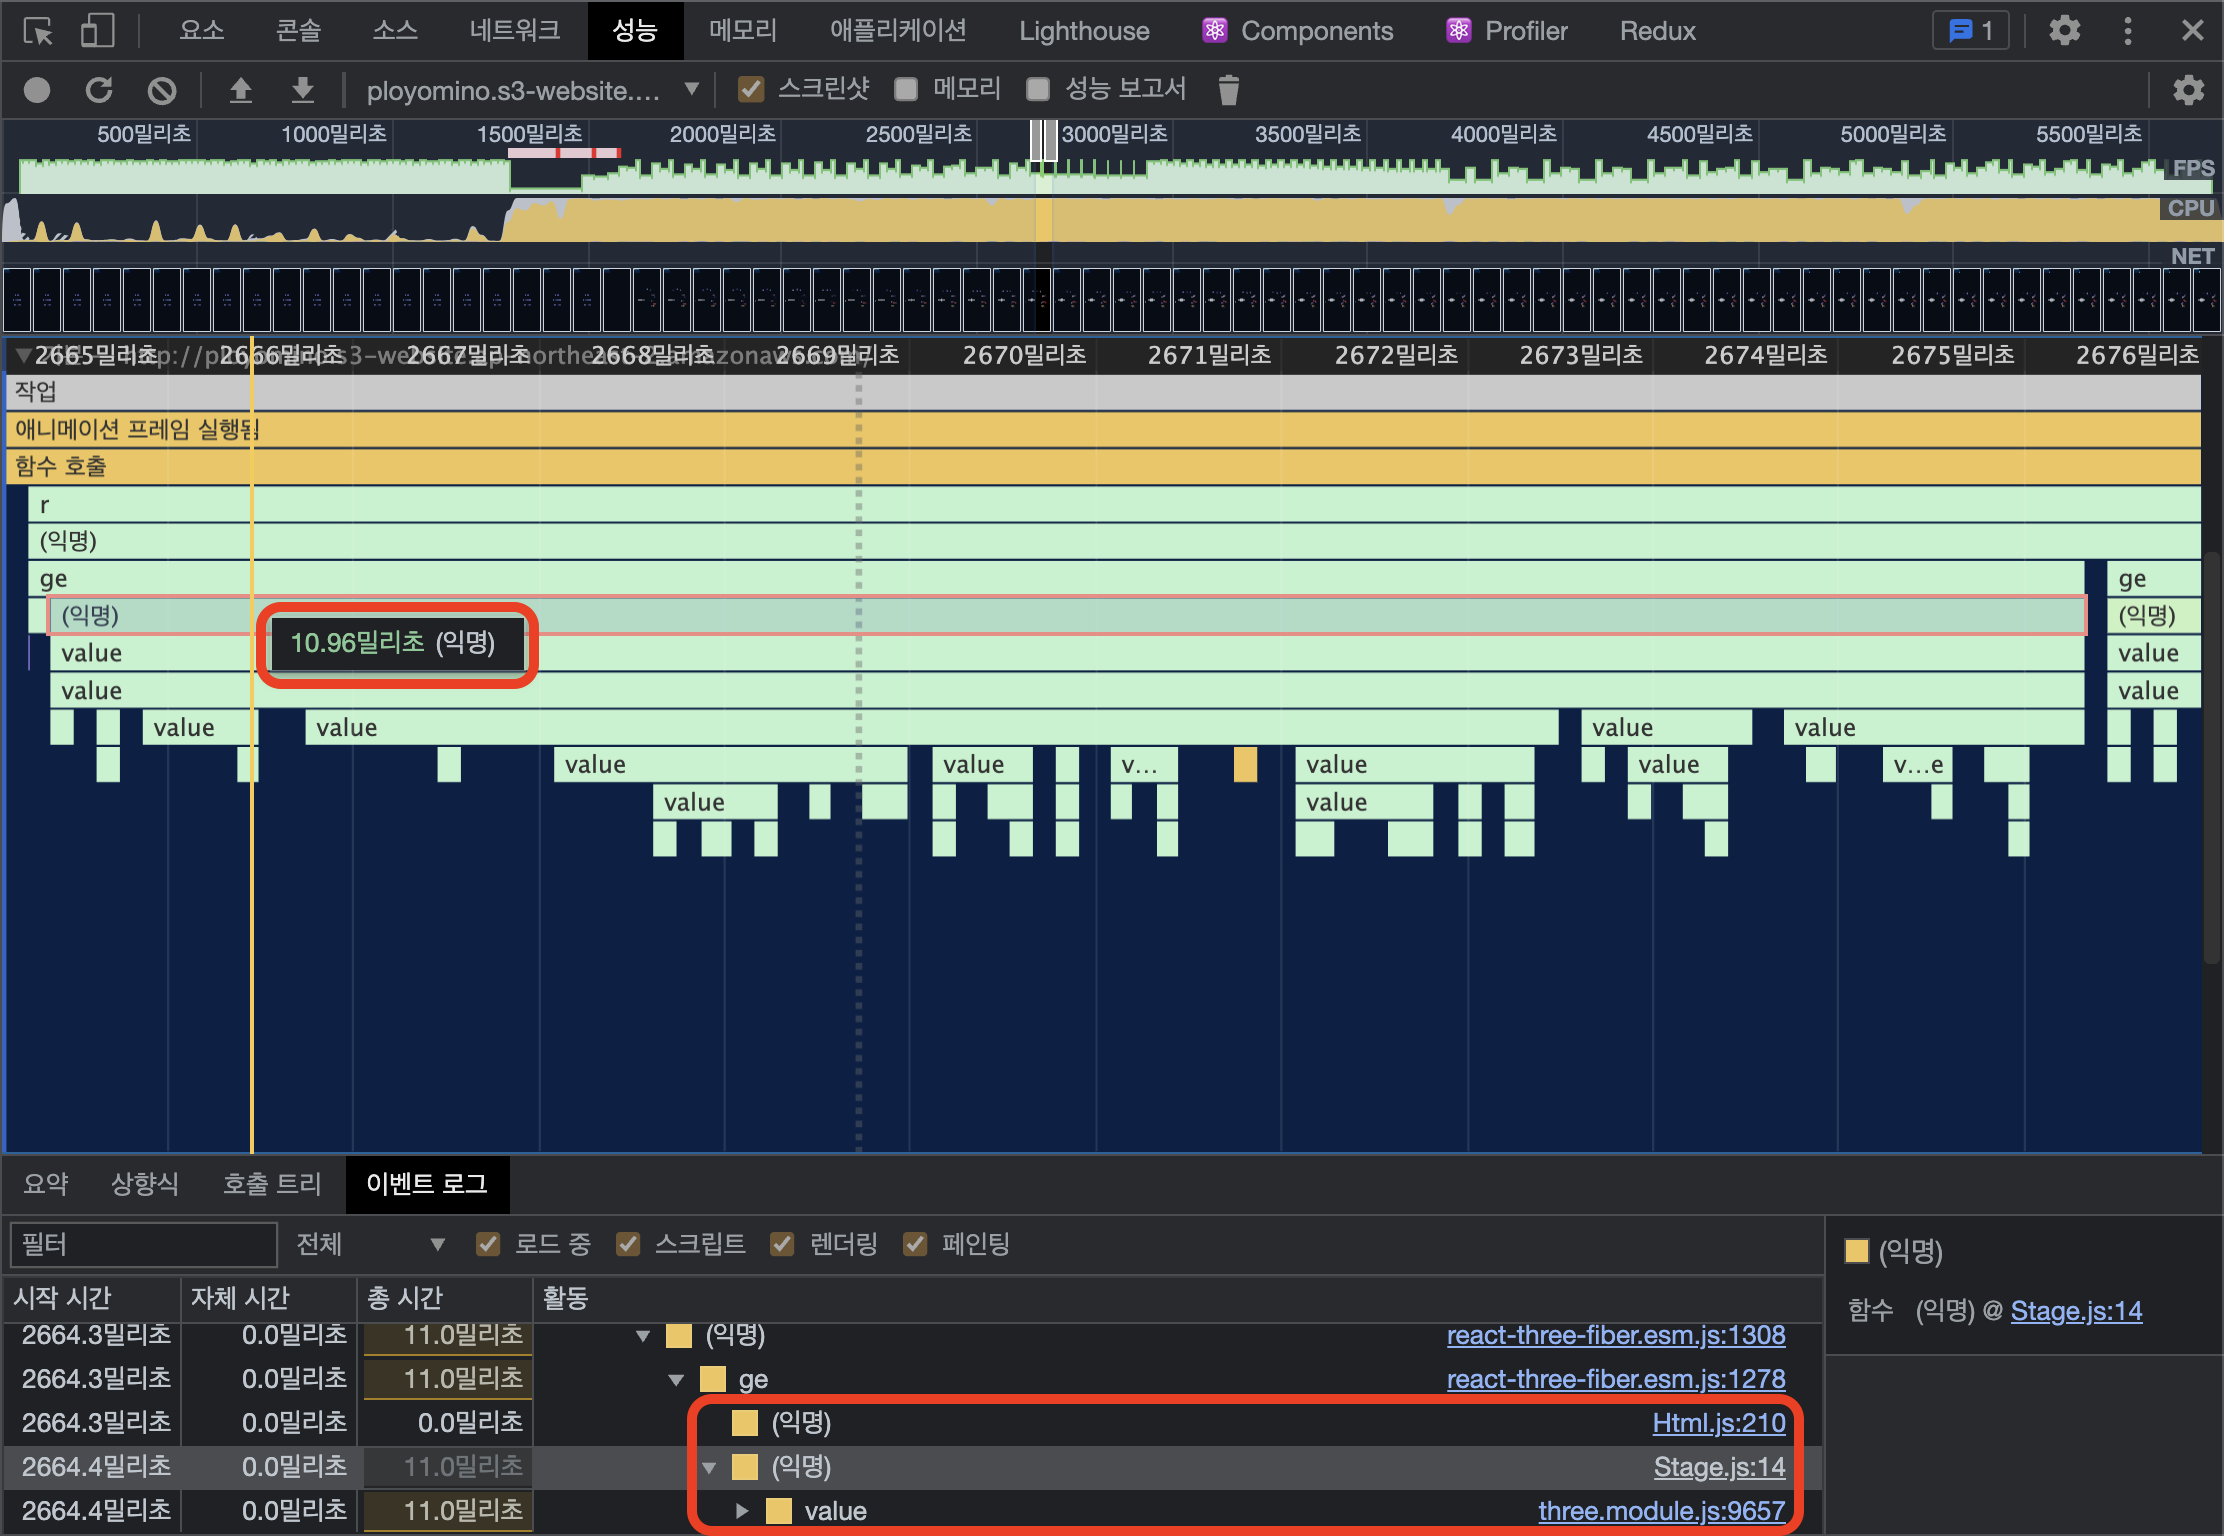 요소 콘솔 소스 네트워크 성능 메모리 애플리케이션 Lighthouse Components Profiler Redux 1
ployomino.s3-website.... 스크린샷 메모리 성능 보고서
500밀리초 1000밀리초 1500밀리초 2000밀리초 2500밀리초 3000밀리초 3500밀리초 4000밀리초 4500밀리초 5000밀리초 5500밀리초
FPS
CPU
NET
2665밀리초 2666밀리초 2667밀리초 2668밀리초 2669밀리초 2670밀리초 2671밀리초 2672밀리초 2673밀리초 2674밀리초 2675밀리초 2676밀리초
작업
애니메이션 프레임 실행됨
함수 호출
r
(익명)
ge ge
(익명) (익명)
10.96밀리초 (익명)
value value
value value
value value value value
value value v... value value v...e
value value
요약 상향식 호출 트리 이벤트 로그
필터 전체 로드 중 스크립트 렌더링 페인팅
시작 시간 자체 시간 총 시간 활동
2664.3밀리초 0.0밀리초 11.0밀리초 (익명) react-three-fiber.esm.js:1308
2664.3밀리초 0.0밀리초 11.0밀리초 ge react-three-fiber.esm.js:1278
2664.3밀리초 0.0밀리초 0.0밀리초 (익명) Html.js:210
2664.4밀리초 0.0밀리초 11.0밀리초 (익명) Stage.js:14
2664.4밀리초 0.0밀리초 11.0밀리초 value three.module.js:9657
(익명)
함수 (익명) @ Stage.js:14